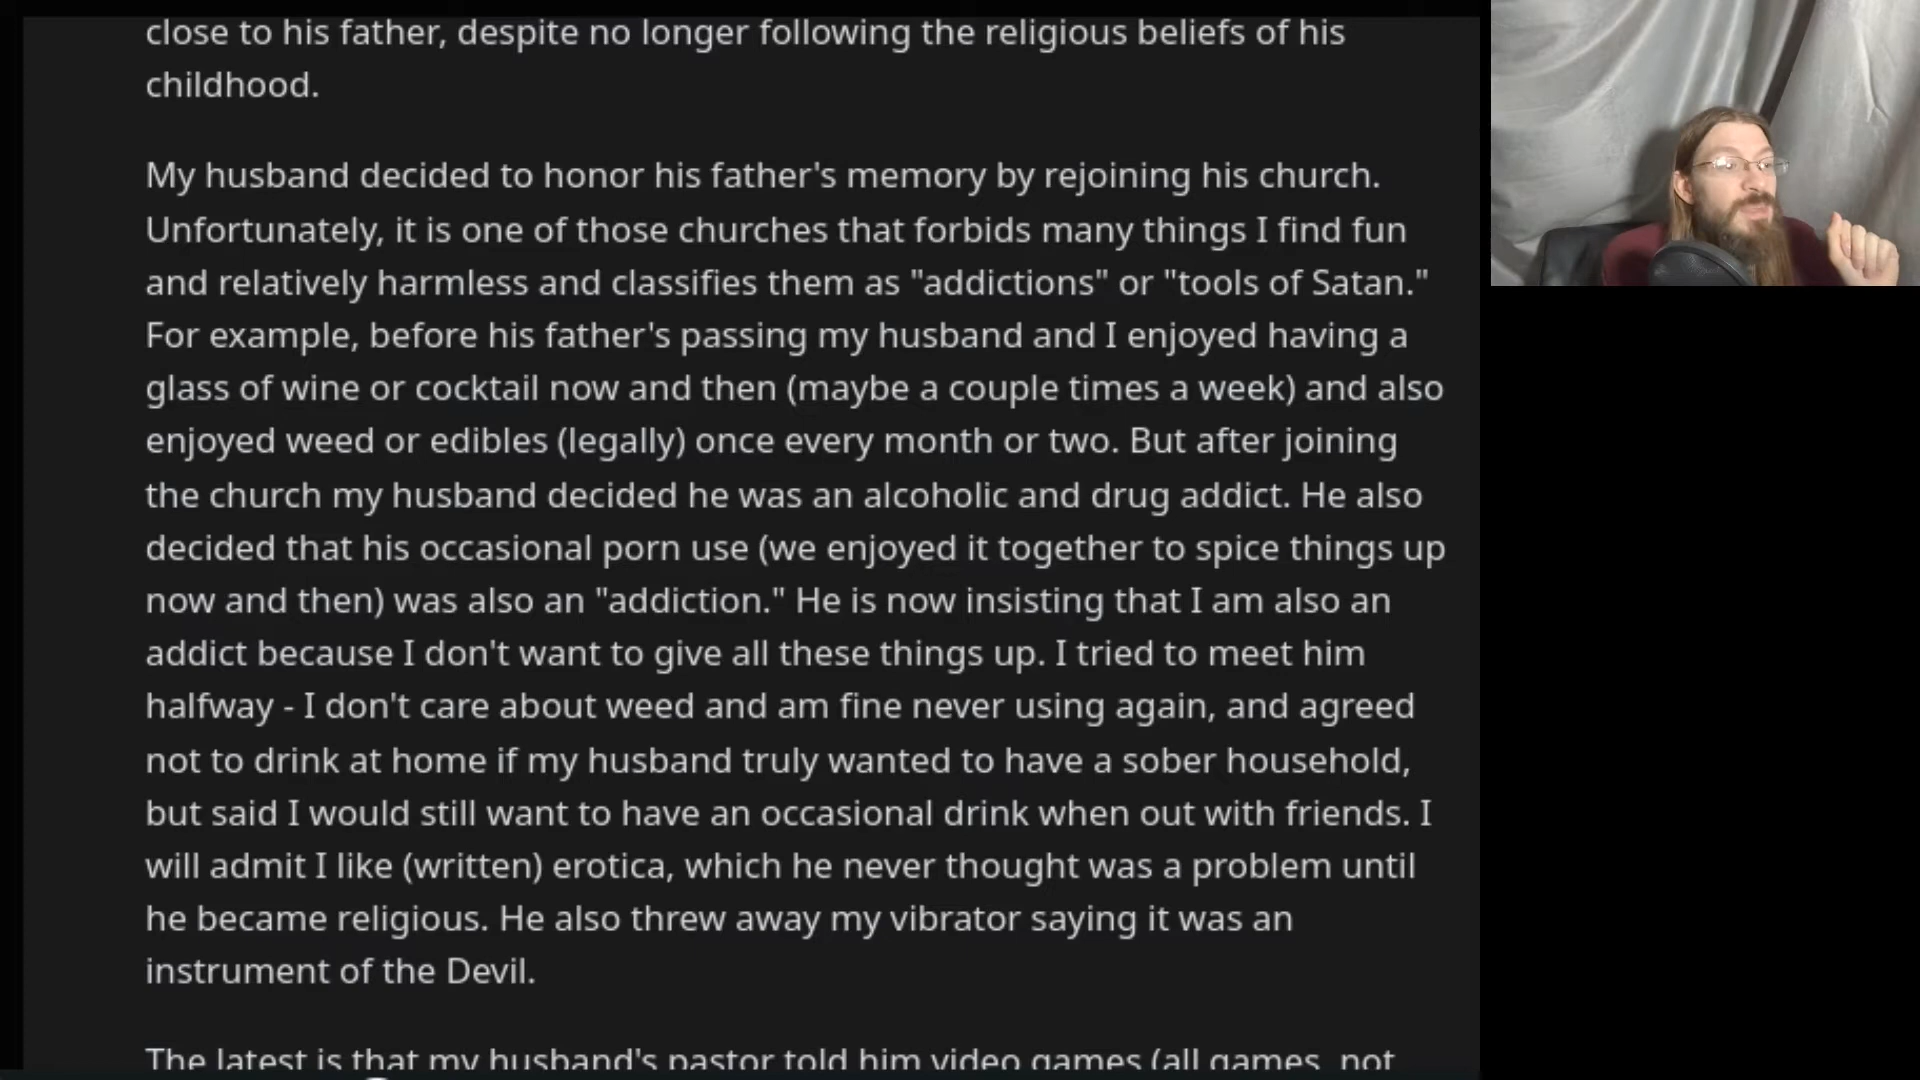 close to his father, despite no longer following the religious beliefs of his
childhood.
My husband decided to honor his father's memory by rejoining his church.
Unfortunately, it is one of those churches that forbids many things I find fun
and relatively harmless and classifies them as "addictions" or "tools of Satan."
For example, before his father's passing my husband and I enjoyed having a
glass of wine or cocktail now and then (maybe a couple times a week) and also
enjoyed weed or edibles (legally) once every month or two. But after joining
the church my husband decided he was an alcoholic and drug addict. He also
decided that his occasional porn use (we enjoyed it together to spice things up
now and then) was also an "addiction." He is now insisting that I am also an
addict because I don't want to give all these things up. I tried to meet him
halfway - I don't care about weed and am fine never using again, and agreed
not to drink at home if my husband truly wanted to have a sober household,
but said I would still want to have an occasional drink when out with friends. I
will admit I like (written) erotica, which he never thought was a problem until
he became religious. He also threw away my vibrator saying it was an
instrument of the Devil.
The latest is that my husband's pastor told him video games (all games, not